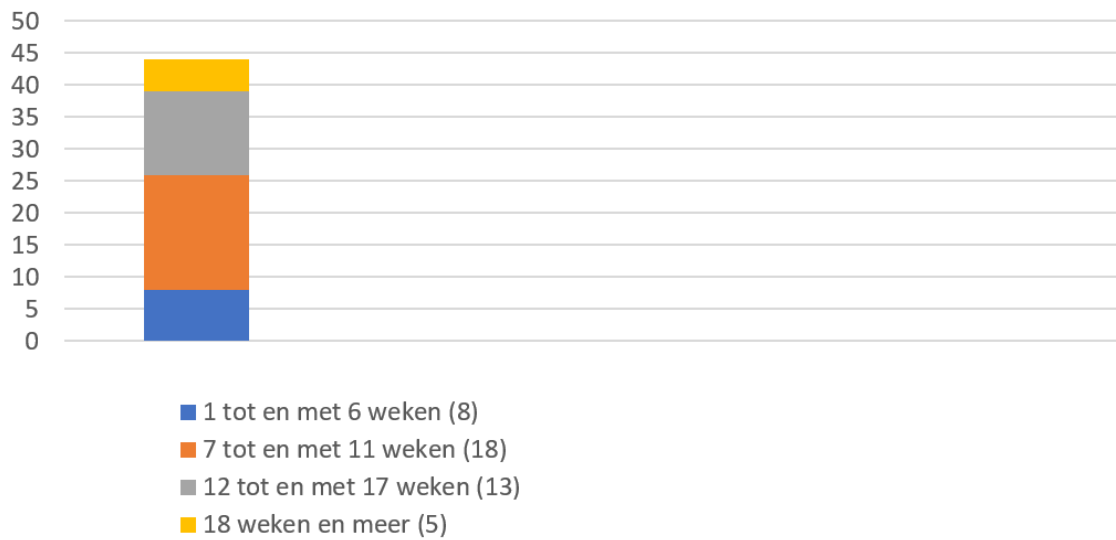 50
45
40
35
30
25
20
15
10
5
0
1 tot en met 6 weken (8)
7 tot en met 11 weken (18)
12 tot en met 17 weken (13)
18 weken en meer (5)